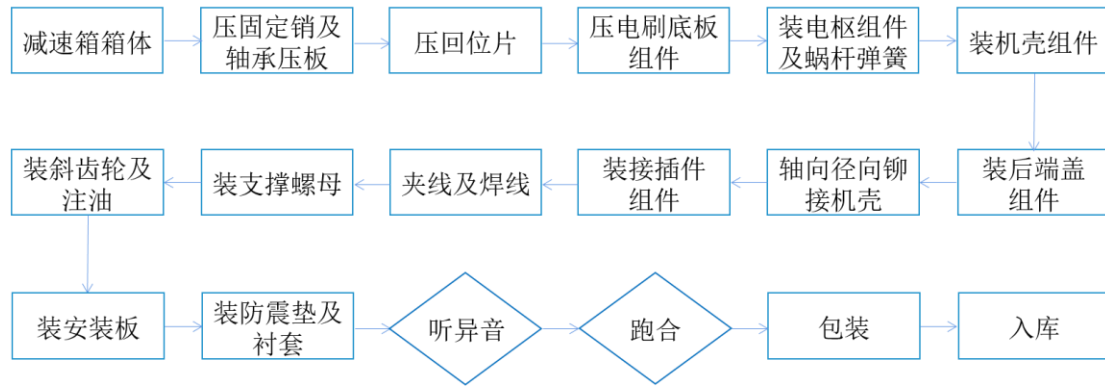 减速箱箱体
压固定销及
轴承压板
压回位片
压电刷底板
组件
装电枢组件
及蜗杆弹簧
装机壳组件
装后端盖
组件
轴向径向铆
接机壳
装接插件
组件
夹线及焊线
装支撑螺母
装斜齿轮及
注油
装安装板
装防震垫及
衬套
听异音
跑合
包装
入库